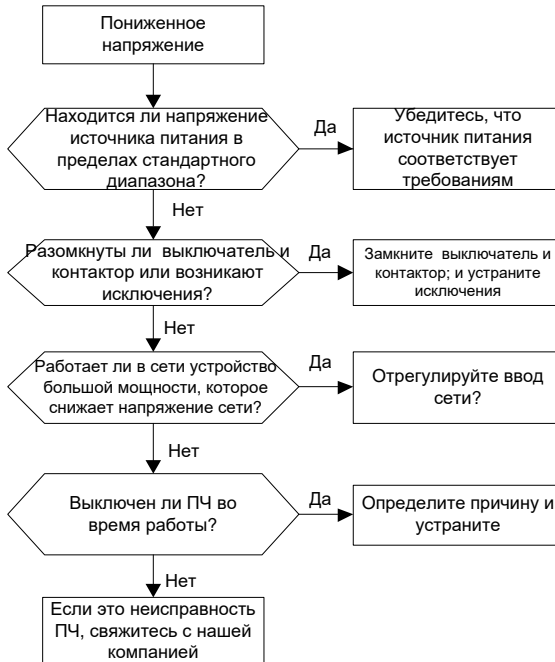 Пониженное
напряжение
Находится ли напряжение
источника питания в
пределах стандартного
диапазона?
Да
Убедитесь, что
источник питания
соответствует
требованиям
Нет
Разомкнуты ли выключатель и
контактор или возникают
исключения?
Да
Замкните выключатель и
контактор; и устраните
исключения
Нет
Работает ли в сети устройство
большой мощности, которое
снижает напряжение сети?
Да
Отрегулируйте ввод
сети?
Нет
Выключен ли ПЧ во
время работы?
Да
Определите причину и
устраните
Нет
Если это неисправность
ПЧ, свяжитесь с нашей
компанией